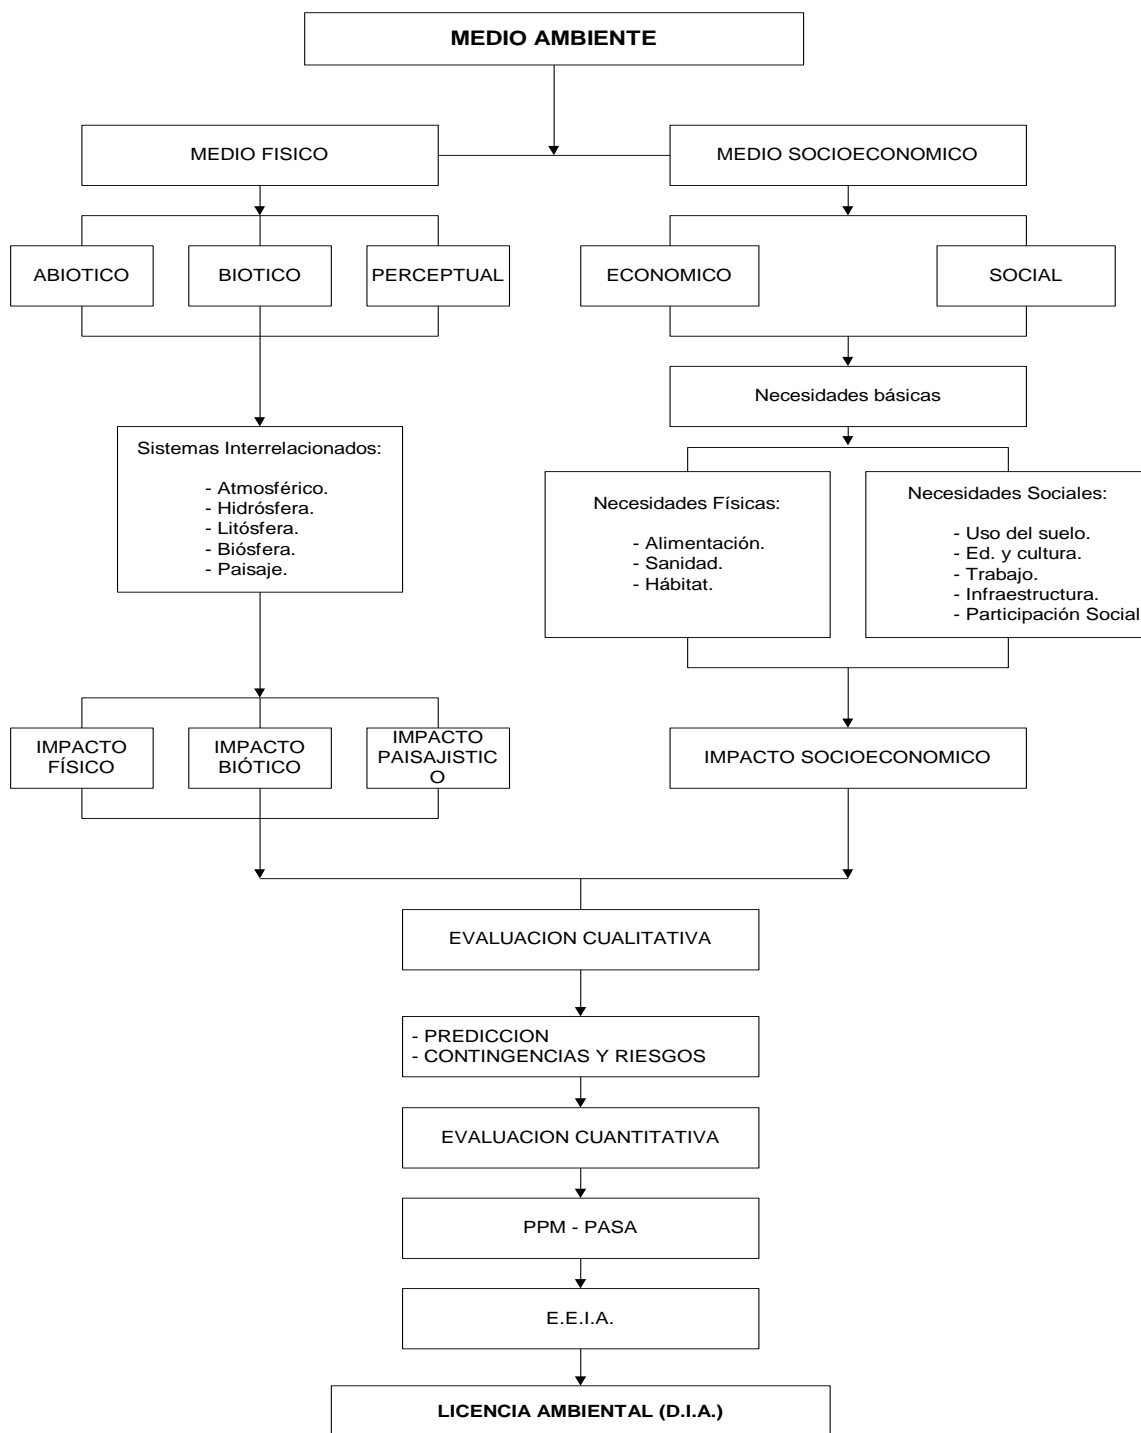 MEDIO AMBIENTE
MEDIO FISICO
MEDIO SOCIOECONOMICO
ABIOTICO
BIOTICO
PERCEPTUAL
ECONOMICO
SOCIAL
Necesidades básicas
Sistemas Interrelacionados:
- Atmosférico.
- Hidrósfera.
- Litósfera.
- Biósfera.
- Paisaje.
Necesidades Físicas:
- Alimentación.
- Sanidad.
- Hábitat.
Necesidades Sociales:
- Uso del suelo.
- Ed. y cultura.
- Trabajo.
- Infraestructura.
- Participación Social
IMPACTO
FÍSICO
IMPACTO
BIÓTICO
IMPACTO
PAISAJISTIC
O
IMPACTO SOCIOECONOMICO
EVALUACION CUALITATIVA
- PREDICCION
- CONTINGENCIAS Y RIESGOS
EVALUACION CUANTITATIVA
PPM - PASA
E.E.I.A.
LICENCIA AMBIENTAL (D.I.A.)